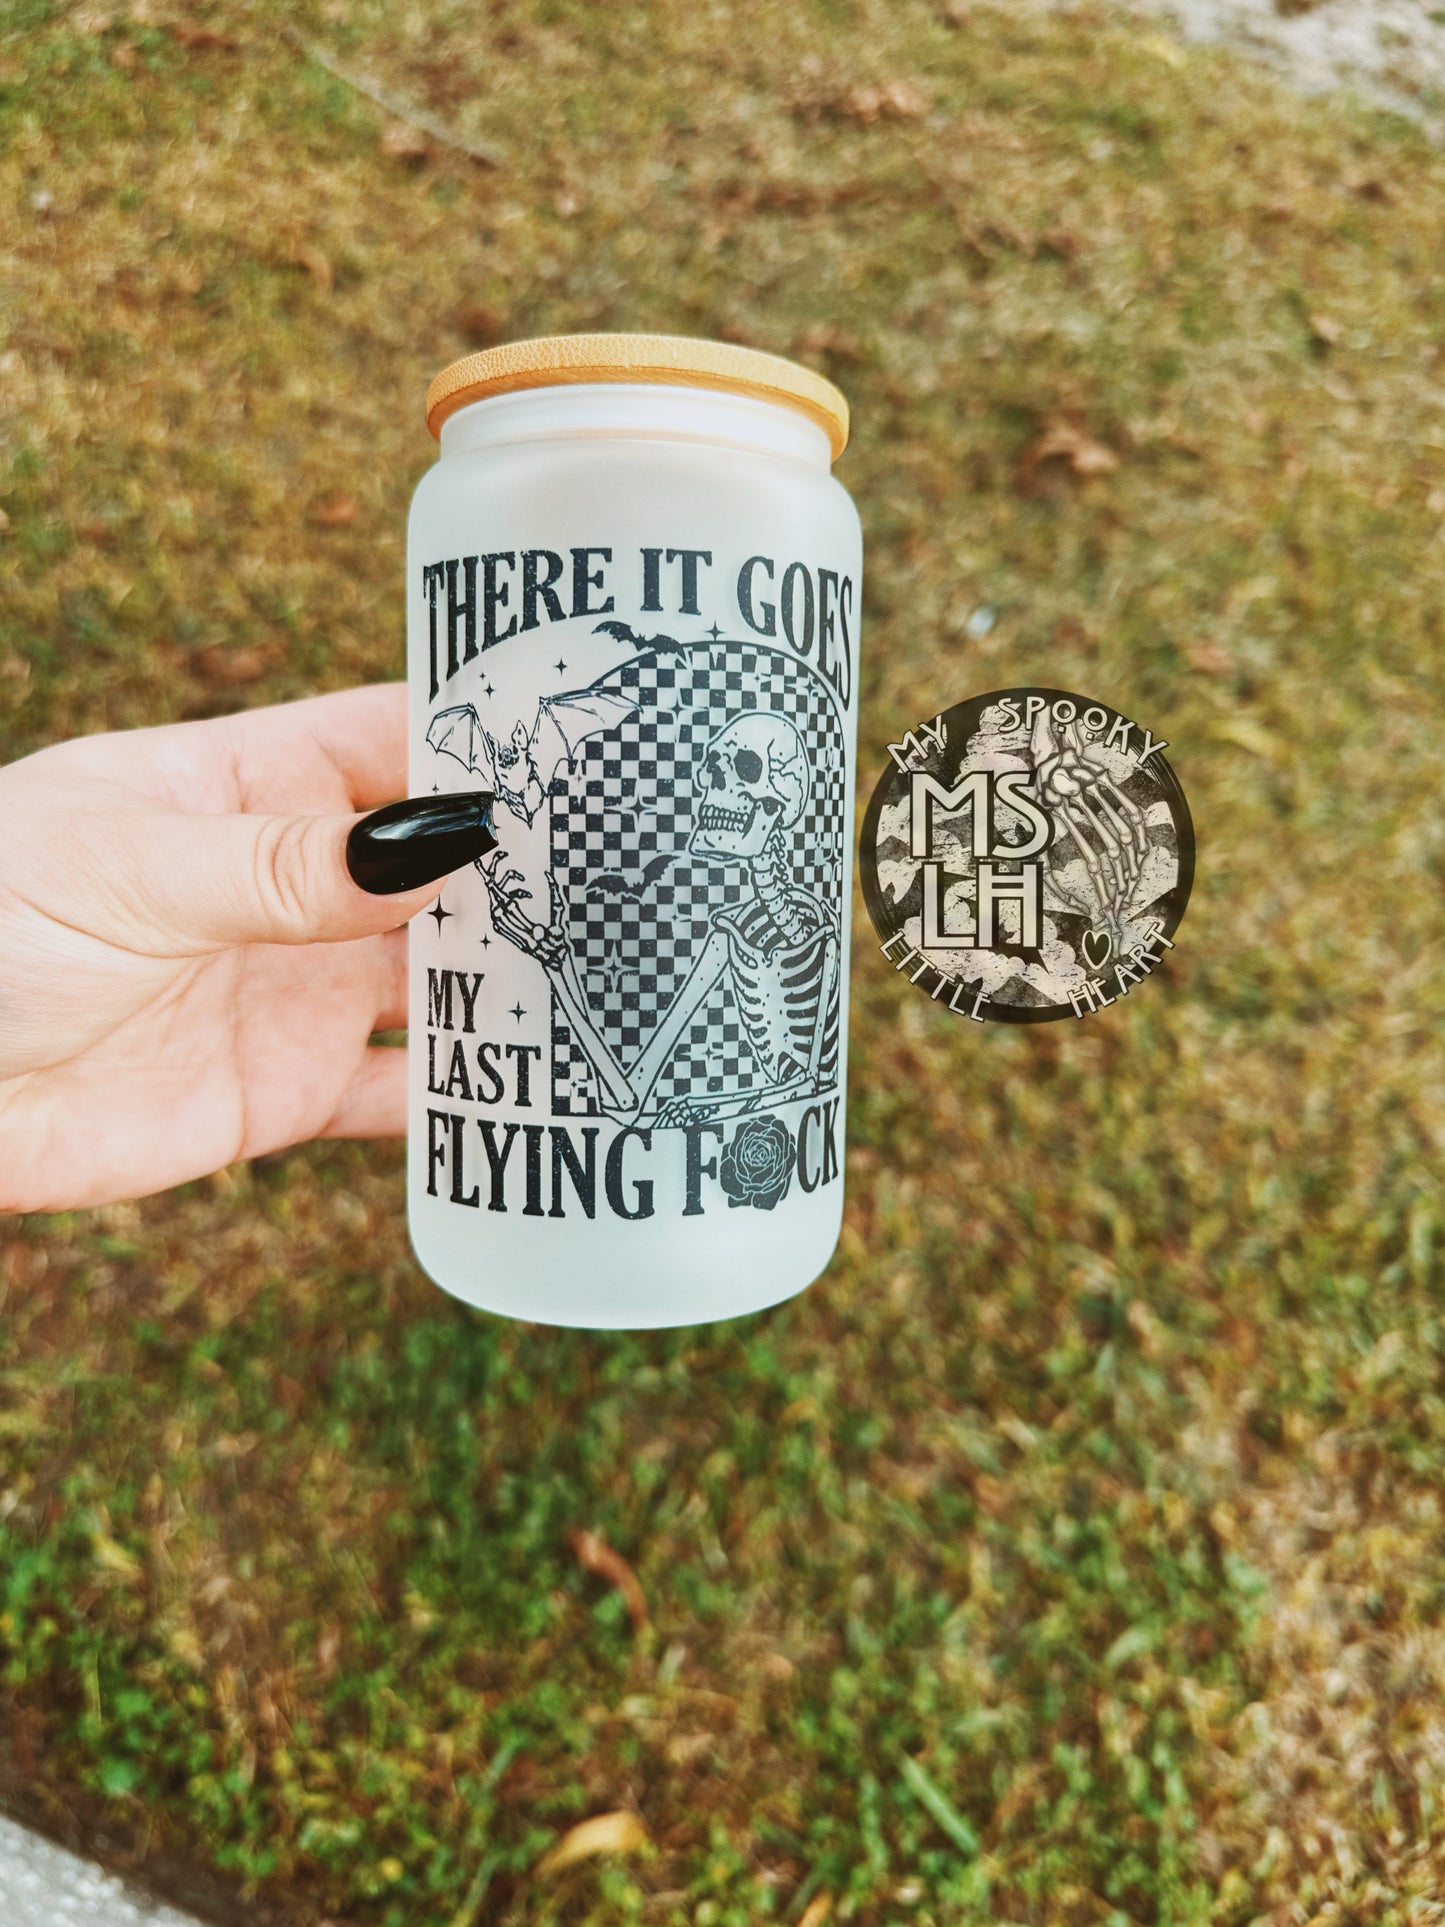 THERE IT GOES
MY
LAST
FLYING F CK
MY SPOOKY
MS
LH
LITTLE HEART